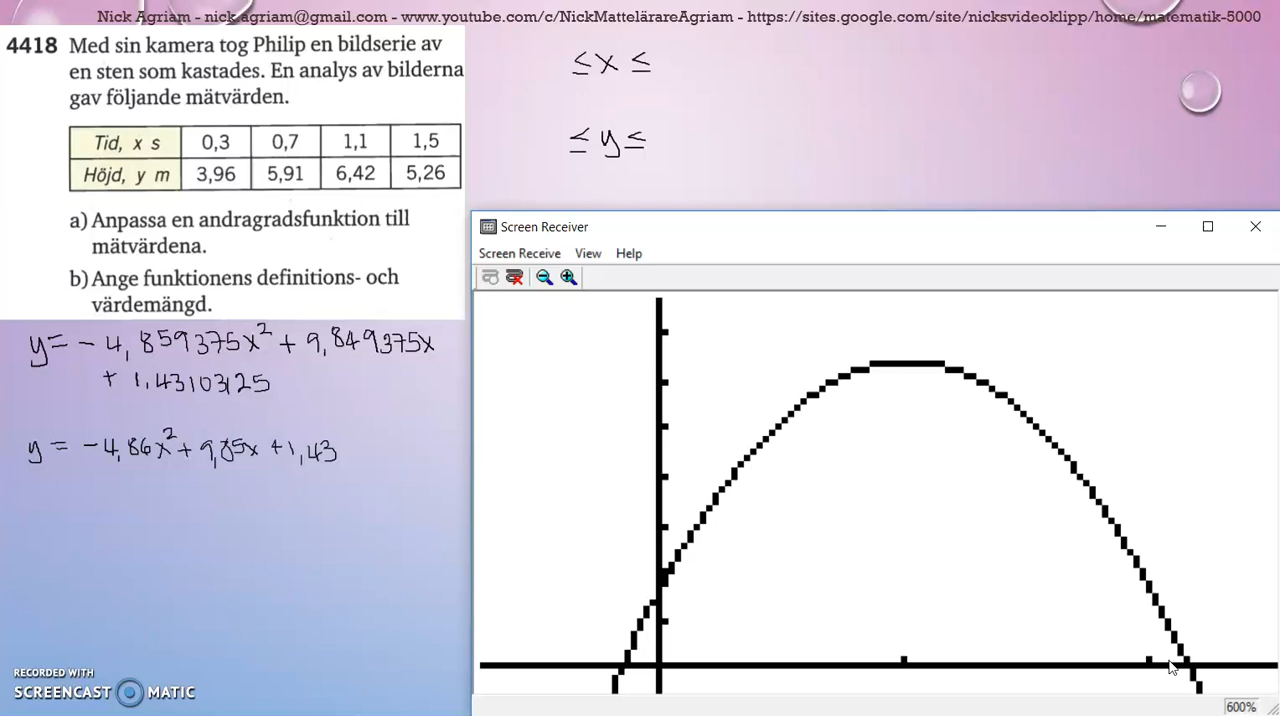 Nick Agriam - nick.agriam@gmail.com - www.youtube.com/c/NickMattelärareAgriam - https://sites.google.com/site/nicksvideoklipp/home/matematik-5000
4418 Med sin kamera tog Philip en bildserie av
en sten som kastades. En analys av bilderna
gav följande mätvärden.
Tid, x s 0,3 0,7 1,1 1,5
Höjd, y m 3,96 5,91 6,42 5,26
a) Anpassa en andragradsfunktion till
mätvärdena.
b) Ange funktionens definitions- och
värdemängd.
y = -4,859375x² + 9,849375x
+ 1,43103125
y = -4,86x² + 9,85x + 1,43
≤ x ≤
≤ y ≤
Screen Receiver
Screen Receive View Help
600%
RECORDED WITH
SCREENCAST MATIC